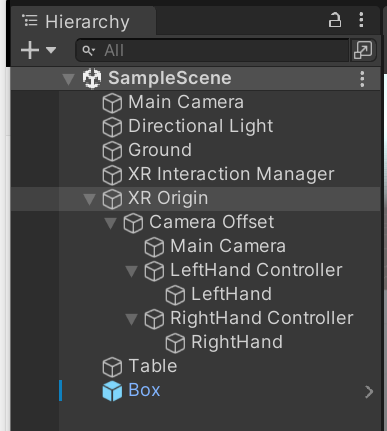 Hierarchy
All
SampleScene
Main Camera
Directional Light
Ground
XR Interaction Manager
XR Origin
Camera Offset
Main Camera
LeftHand Controller
LeftHand
RightHand Controller
RightHand
Table
Box